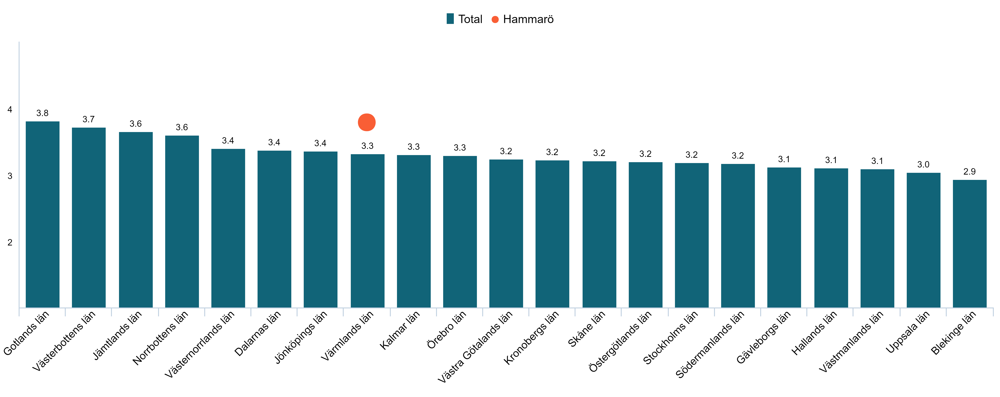 Total Hammarö
4
3
2
3.8 3.7 3.6 3.6 3.4 3.4 3.4 3.3 3.3 3.3 3.2 3.2 3.2 3.2 3.2 3.2 3.1 3.1 3.1 3.0 2.9
Gotlands län
Västerbottens län
Jämtlands län
Norrbottens län
Västernorrlands län
Dalarnas län
Jönköpings län
Värmlands län
Kalmar län
Örebro län
Västra Götalands län
Kronobergs län
Skåne län
Östergötlands län
Stockholms län
Södermanlands län
Gävleborgs län
Hallands län
Västmanlands län
Uppsala län
Blekinge län